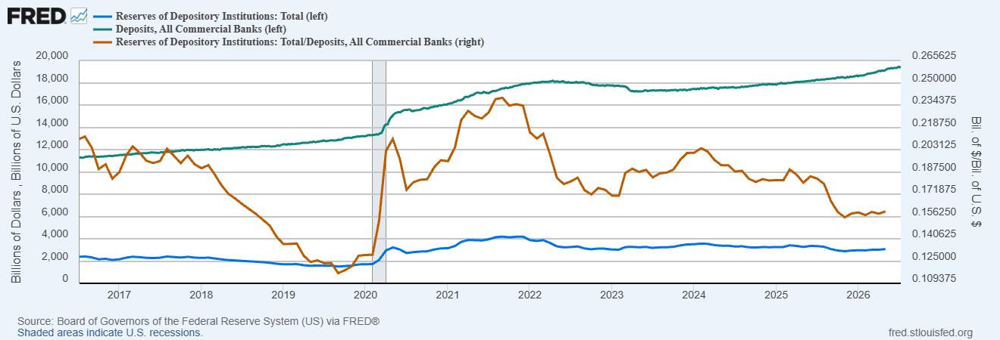 FRED
Reserves of Depository Institutions: Total (left)
Deposits, All Commercial Banks (left)
Reserves of Depository Institutions: Total/Deposits, All Commercial Banks (right)
Billions of Dollars , Billions of U.S. Dollars
20,000
18,000
16,000
14,000
12,000
10,000
8,000
6,000
4,000
2,000
0
0.265625
0.250000
0.234375
0.218750
0.203125
0.187500
0.171875
0.156250
0.140625
0.125000
0.109375
Bil. of $/Bil. of U.S. $
2017 2018 2019 2020 2021 2022 2023 2024 2025 2026
Source: Board of Governors of the Federal Reserve System (US) via FRED®
Shaded areas indicate U.S. recessions.
fred.stlouisfed.org